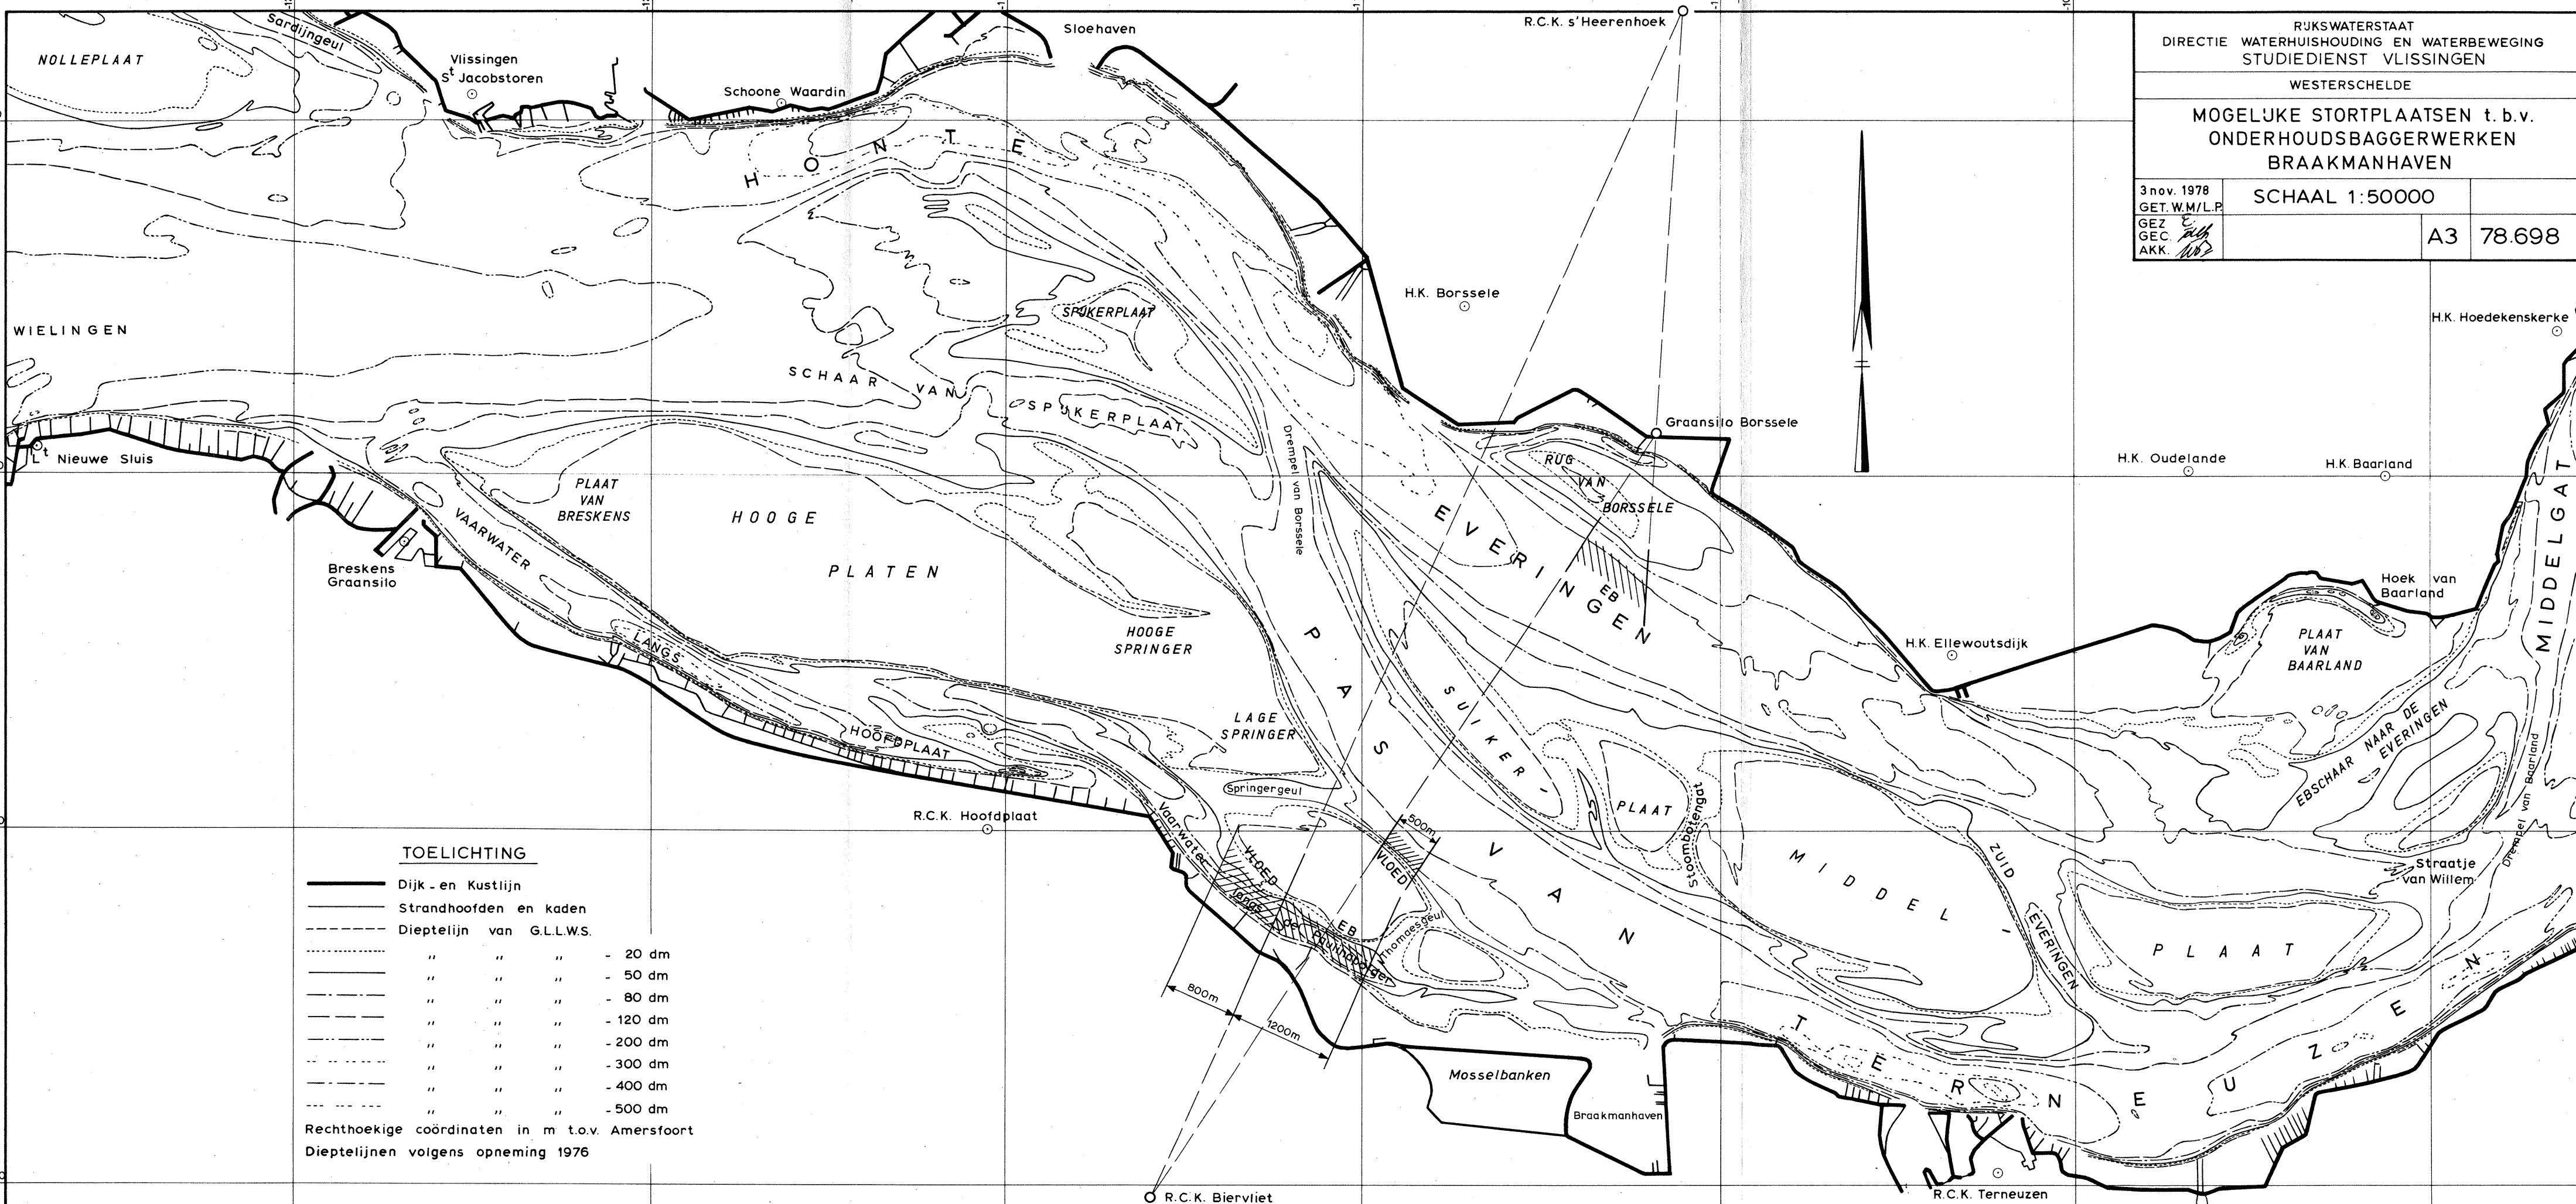 RIJKSWATERSTAAT
DIRECTIE WATERHUISHOUDING EN WATERBEWEGING
STUDIEDIENST VLISSINGEN
WESTERSCHELDE
MOGELIJKE STORTPLAATSEN t.b.v.
ONDERHOUDSBAGGERWERKEN
BRAAKMANHAVEN
3 nov. 1978
GET. W.M/L.P.
SCHAAL 1:50000
GEZ
GEC.
AKK.
A3 78.698
NOLLEPLAAT
Sardijngeul
Vlissingen
St Jacobstoren
Schoone Waardin
Sloehaven
R.C.K. s'Heerenhoek
HONTE
WIELINGEN
Lt Nieuwe Sluis
SPIJKERPLAAT
SCHAAR VAN
SPIJKERPLAAT
H.K. Borssele
H.K. Hoedekenskerke
Graansilo Borssele
H.K. Oudelande
H.K. Baarland
Drempel van Borssele
RUG
VAN
BORSSELE
EVERINGEN
EB
PLAAT
VAN
BRESKENS
HOOGE
PLATEN
VAARWATER
LANGS
HOOFDPLAAT
Breskens
Graansilo
HOOGE
SPRINGER
LAGE
SPRINGER
Springergeul
H.K. Ellewoutsdijk
Hoek van
Baarland
PLAAT
VAN
BAARLAND
MIDDELGAT
EBSCHAAR NAAR DE
EVERINGEN
Drempel van Baarland
Straatje
van Willem
SUIKER-
PLAAT
Stoombotengat
MIDDEL-
PLAAT
ZUID
EVERINGEN
PAS
VAN
TERNEUZEN
R.C.K. Hoofdplaat
Vaarwater
langs
de Paulinapolder
VLOED
EB
VLOED
500m
Thomaesgeul
800m
1200m
Mosselbanken
Braakmanhaven
R.C.K. Biervliet
R.C.K. Terneuzen
TOELICHTING
Dijk - en Kustlijn
Strandhoofden en kaden
Dieptelijn van G.L.L.W.S.
,, ,, ,, - 20 dm
,, ,, ,, - 50 dm
,, ,, ,, - 80 dm
,, ,, ,, - 120 dm
,, ,, ,, - 200 dm
,, ,, ,, - 300 dm
,, ,, ,, - 400 dm
,, ,, ,, - 500 dm
Rechthoekige coördinaten in m t.o.v. Amersfoort
Dieptelijnen volgens opneming 1976